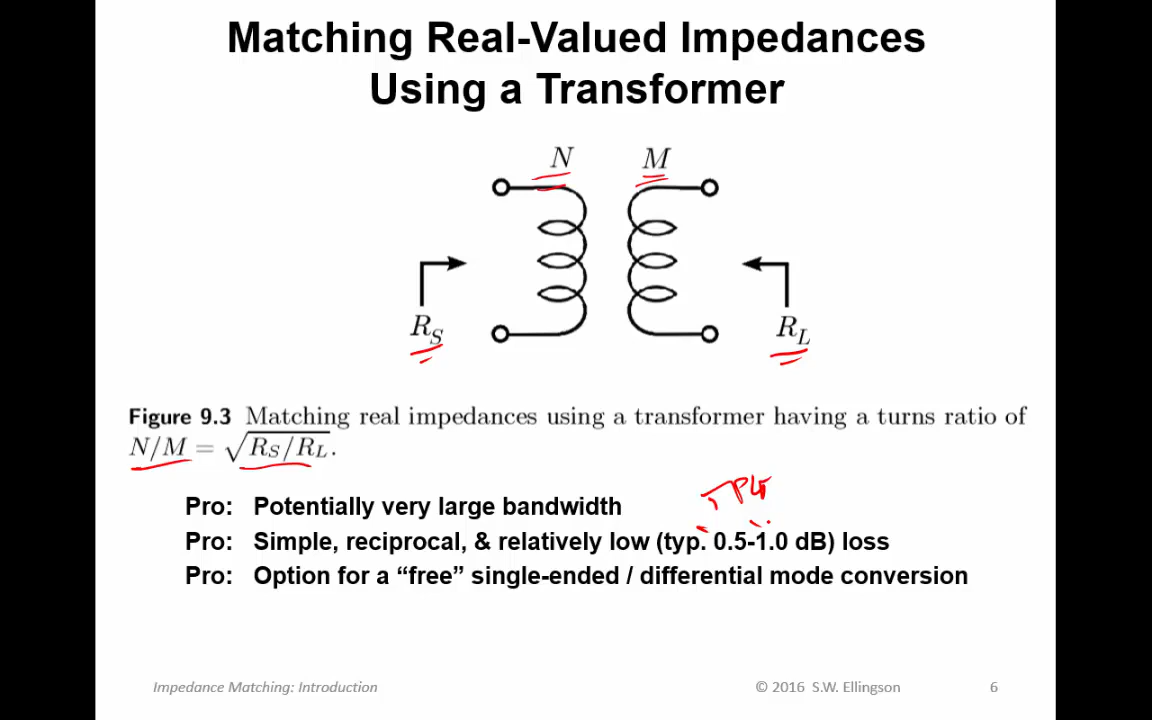 Matching Real-Valued Impedances
Using a Transformer
N M
R_S R_L
Figure 9.3 Matching real impedances using a transformer having a turns ratio of
N/M = √R_S/R_L.
Pro: Potentially very large bandwidth
Pro: Simple, reciprocal, & relatively low (typ. 0.5-1.0 dB) loss
Pro: Option for a “free” single-ended / differential mode conversion
Impedance Matching: Introduction © 2016 S.W. Ellingson 6